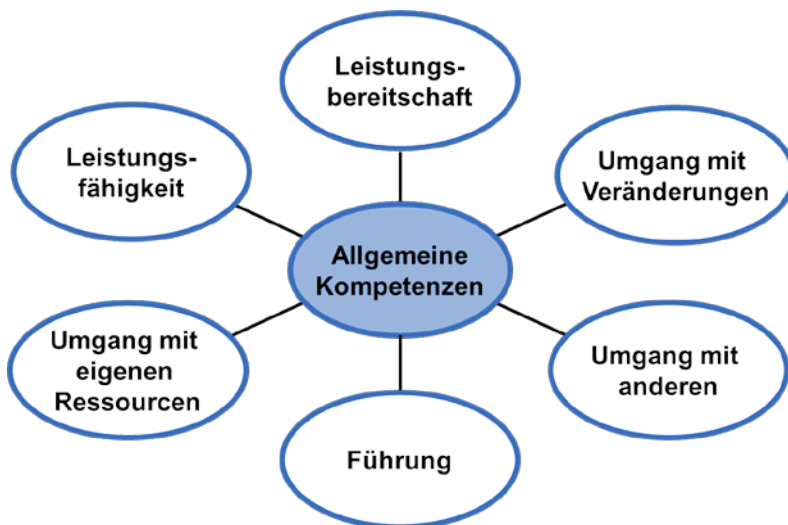 Leistungs-
bereitschaft
Leistungs-
fähigkeit
Umgang mit
Veränderungen
Allgemeine
Kompetenzen
Umgang mit
eigenen
Ressourcen
Umgang mit
anderen
Führung